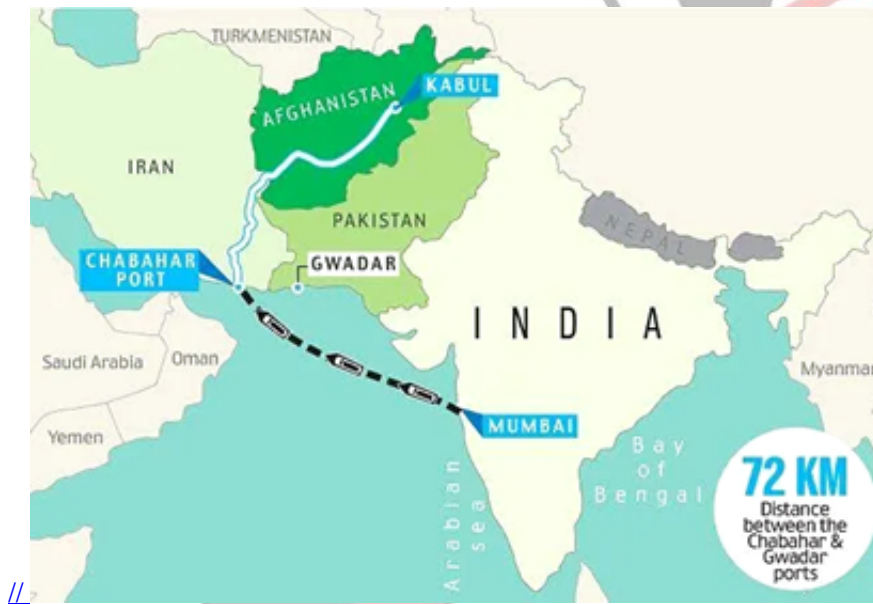 TURKMENISTAN
AFGHANISTAN
KABUL
IRAN
PAKISTAN
CHABAHAR
PORT
GWADAR
NEPAL
INDIA
Saudi Arabia
Oman
Myanmar
Yemen
MUMBAI
Arabian
sea
Bay
of
Bengal
72 KM
Distance
between the
Chabahar &
Gwadar
ports
//